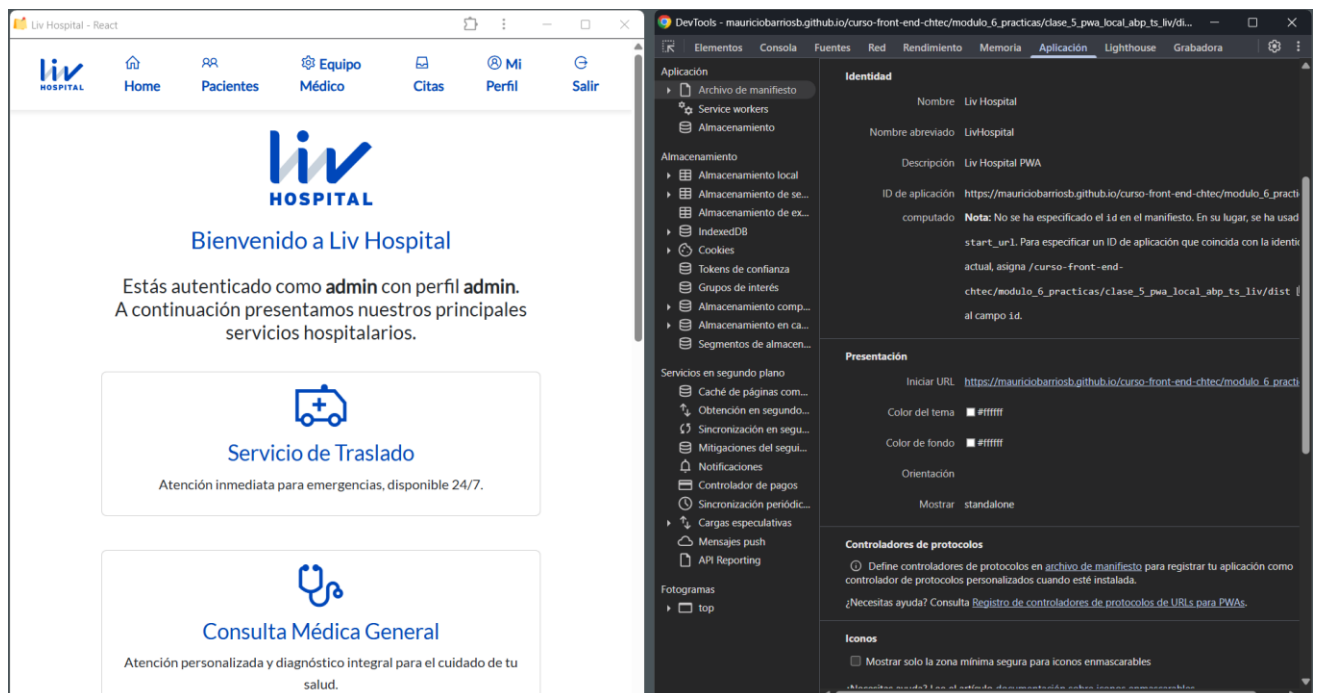 Liv Hospital - React
liv
HOSPITAL
Home
Pacientes
Equipo
Médico
Citas
Mi
Perfil
Salir
liv
HOSPITAL
Bienvenido a Liv Hospital
Estás autenticado como admin con perfil admin.
A continuación presentamos nuestros principales
servicios hospitalarios.
Servicio de Traslado
Atención inmediata para emergencias, disponible 24/7.
Consulta Médica General
Atención personalizada y diagnóstico integral para el cuidado de tu
salud.
DevTools - mauriciobarriosb.github.io/curso-front-end-chtec/modulo_6_practicas/clase_5_pwa_local_abp_ts_liv/di...
Elementos Consola Fuentes Red Rendimiento Memoria Aplicación Lighthouse Grabadora
Aplicación
Archivo de manifiesto
Service workers
Almacenamiento
Almacenamiento
Almacenamiento local
Almacenamiento de se...
Almacenamiento de ex...
IndexedDB
Cookies
Tokens de confianza
Grupos de interés
Almacenamiento comp...
Almacenamiento en ca...
Segmentos de almacen...
Servicios en segundo plano
Caché de páginas com...
Obtención en segundo...
Sincronización en segu...
Mitigaciones del segui...
Notificaciones
Controlador de pagos
Sincronización periódic...
Cargas especulativas
Mensajes push
API Reporting
Fotogramas
top
Identidad
Nombre Liv Hospital
Nombre abreviado LivHospital
Descripción Liv Hospital PWA
ID de aplicación https://mauriciobarriosb.github.io/curso-front-end-chtec/modulo_6_practi
computado Nota: No se ha especificado el id en el manifiesto. En su lugar, se ha usad
start_url. Para especificar un ID de aplicación que coincida con la identic
actual, asigna /curso-front-end-
chtec/modulo_6_practicas/clase_5_pwa_local_abp_ts_liv/dist
al campo id.
Presentación
Iniciar URL https://mauriciobarriosb.github.io/curso-front-end-chtec/modulo_6_practi
Color del tema #ffffff
Color de fondo #ffffff
Orientación
Mostrar standalone
Controladores de protocolos
Define controladores de protocolos en archivo de manifiesto para registrar tu aplicación como
controlador de protocolos personalizados cuando esté instalada.
¿Necesitas ayuda? Consulta Registro de controladores de protocolos de URLs para PWAs.
Iconos
Mostrar solo la zona mínima segura para iconos enmascarables